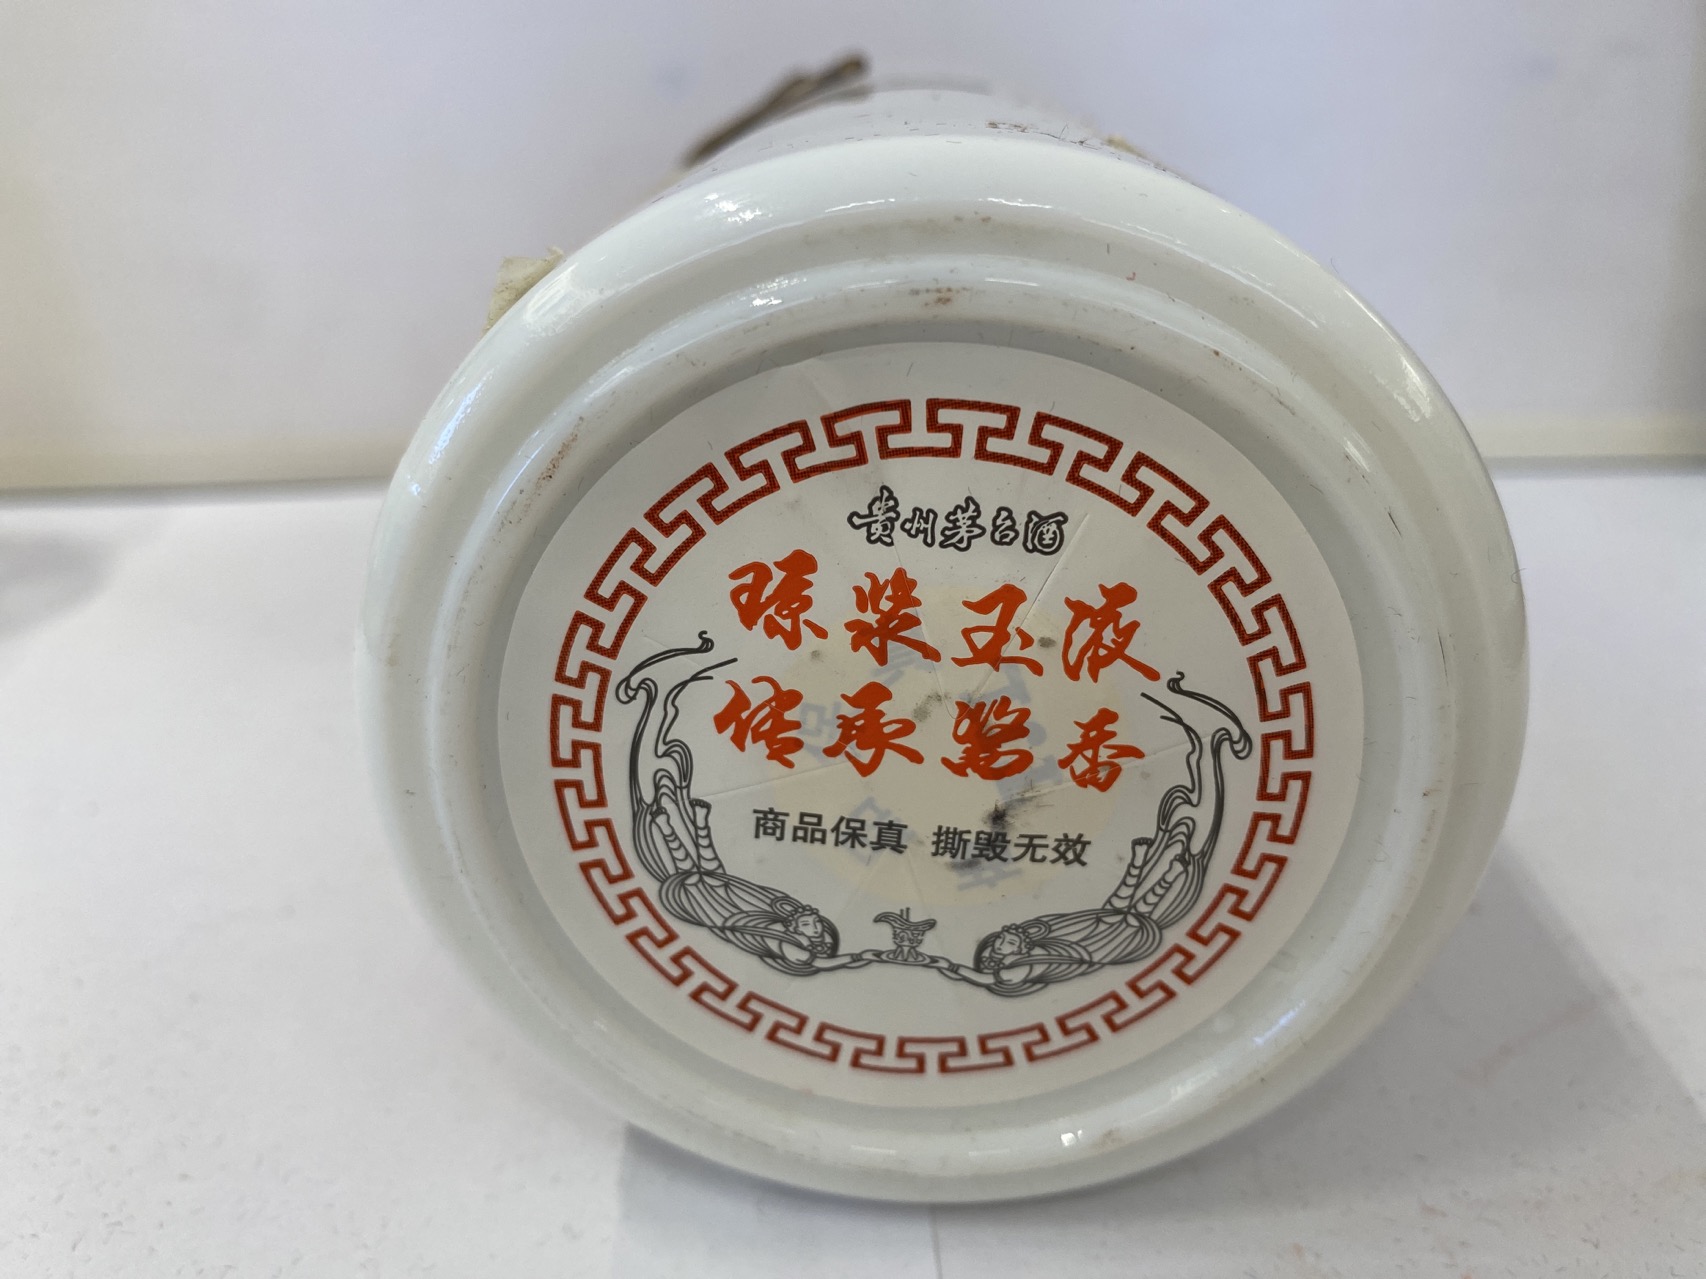 贵州茅台酒
琼浆玉液
传承酱香
商品保真 撕毁无效